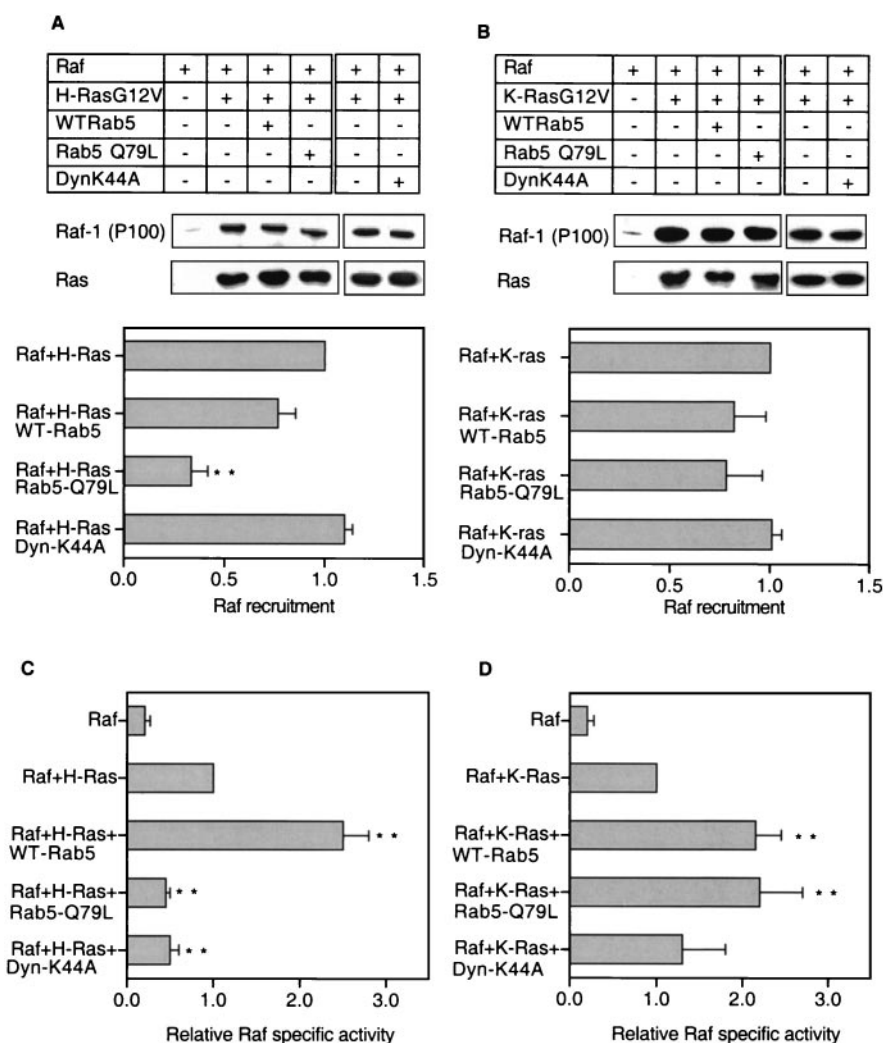 A
Raf + + + + + +
H-RasG12V - + + + + +
WTRab5 - - + - - -
Rab5 Q79L - - - + - -
DynK44A - - - - - +
Raf-1 (P100)
Ras
Raf+H-Ras
Raf+H-Ras
WT-Rab5
Raf+H-Ras
Rab5-Q79L
**
Raf+H-Ras
Dyn-K44A
0.0 0.5 1.0 1.5
Raf recruitment
B
Raf + + + + + +
K-RasG12V - + + + + +
WTRab5 - - + - - -
Rab5 Q79L - - - + - -
DynK44A - - - - - +
Raf-1 (P100)
Ras
Raf+K-ras
Raf+K-ras
WT-Rab5
Raf+K-ras
Rab5-Q79L
Raf+K-ras
Dyn-K44A
0.0 0.5 1.0 1.5
Raf recruitment
C
Raf
Raf+H-Ras
Raf+H-Ras+
WT-Rab5
**
Raf+H-Ras+
Rab5-Q79L
**
Raf+H-Ras+
Dyn-K44A
**
0.0 1.0 2.0 3.0
Relative Raf specific activity
D
Raf
Raf+K-Ras
Raf+K-Ras+
WT-Rab5
**
Raf+K-Ras+
Rab5-Q79L
**
Raf+K-Ras+
Dyn-K44A
0.0 1.0 2.0 3.0
Relative Raf specific activity